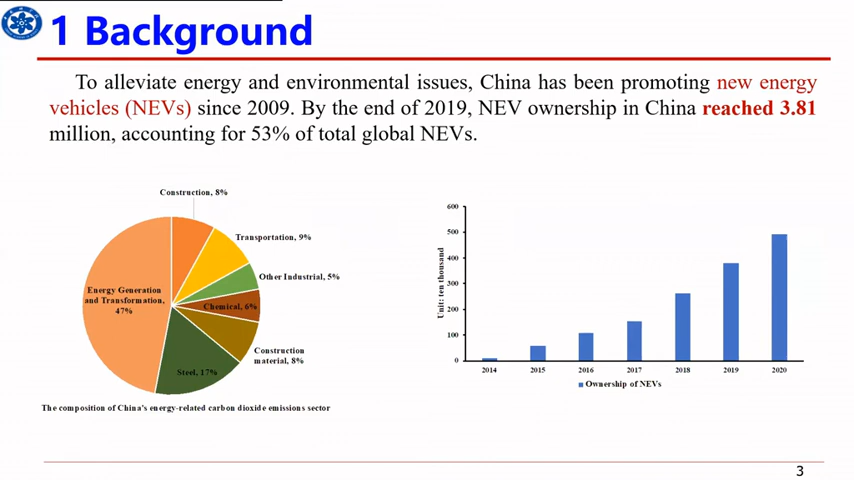 1 Background
To alleviate energy and environmental issues, China has been promoting new energy
vehicles (NEVs) since 2009. By the end of 2019, NEV ownership in China reached 3.81
million, accounting for 53% of total global NEVs.
Construction, 8%
Transportation, 9%
Other Industrial, 5%
Energy Generation
and Transformation,
47%
Chemical, 6%
Construction
material, 8%
Steel, 17%
The composition of China's energy-related carbon dioxide emissions sector
Unit: ten thousand
600
500
400
300
200
100
0
2014 2015 2016 2017 2018 2019 2020
Ownership of NEVs
3